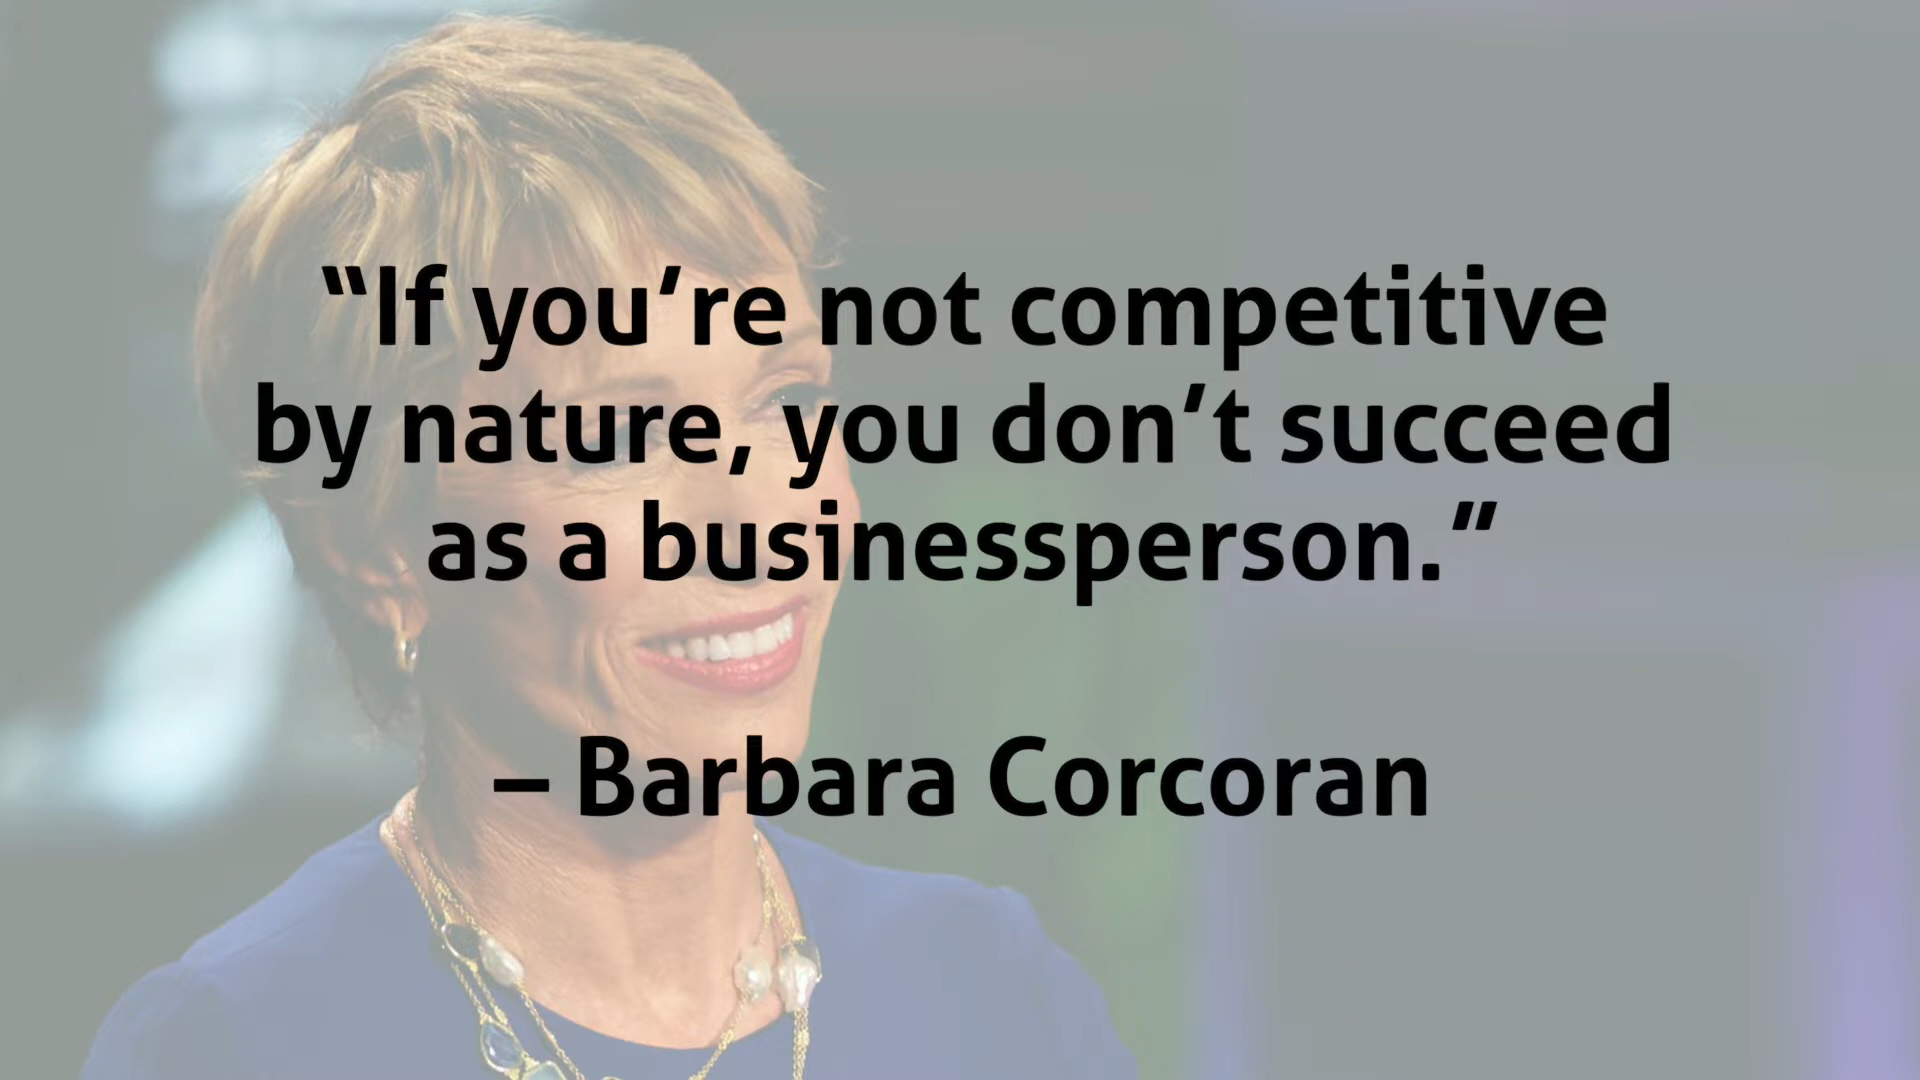 “If you’re not competitive
by nature, you don’t succeed
as a businessperson.”
– Barbara Corcoran